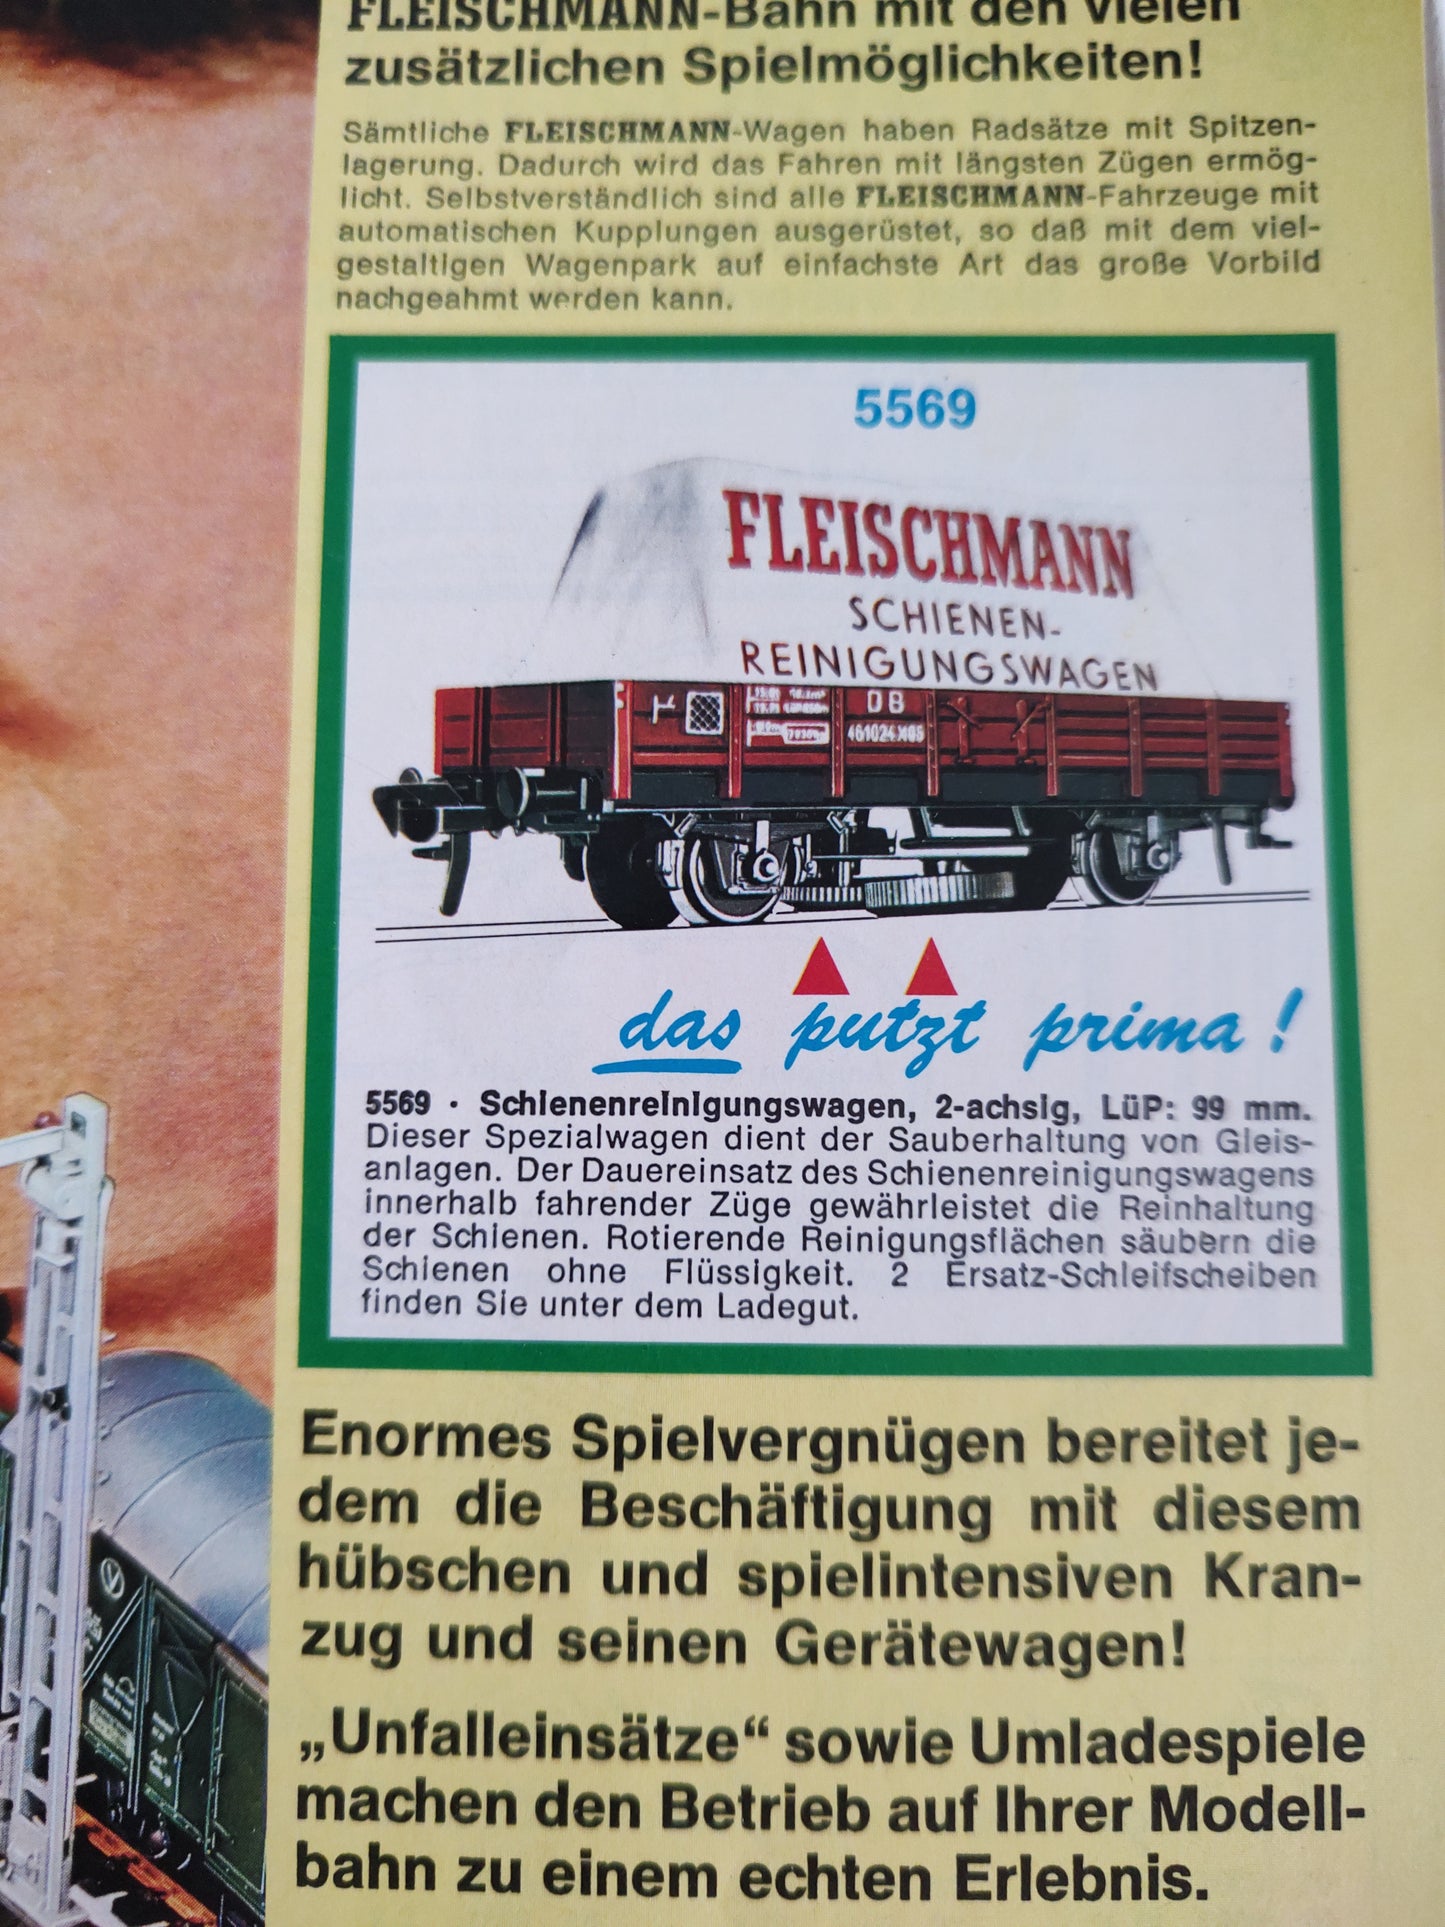 FLEISCHMANN-Bahn mit den vielen
zusätzlichen Spielmöglichkeiten!
Sämtliche FLEISCHMANN-Wagen haben Radsätze mit Spitzen-
lagerung. Dadurch wird das Fahren mit längsten Zügen ermög-
licht. Selbstverständlich sind alle FLEISCHMANN-Fahrzeuge mit
automatischen Kupplungen ausgerüstet, so daß mit dem viel-
gestaltigen Wagenpark auf einfachste Art das große Vorbild
nachgeahmt werden kann.
5569
FLEISCHMANN
SCHIENEN-
REINIGUNGSWAGEN
DB
das putzt prima!
5569 · Schienenreinigungswagen, 2-achsig, LüP: 99 mm.
Dieser Spezialwagen dient der Sauberhaltung von Gleis-
anlagen. Der Dauereinsatz des Schienenreinigungswagens
innerhalb fahrender Züge gewährleistet die Reinhaltung
der Schienen. Rotierende Reinigungsflächen säubern die
Schienen ohne Flüssigkeit. 2 Ersatz-Schleifscheiben
finden Sie unter dem Ladegut.
Enormes Spielvergnügen bereitet je-
dem die Beschäftigung mit diesem
hübschen und spielintensiven Kran-
zug und seinen Gerätewagen!
„Unfalleinsätze“ sowie Umladespiele
machen den Betrieb auf Ihrer Modell-
bahn zu einem echten Erlebnis.